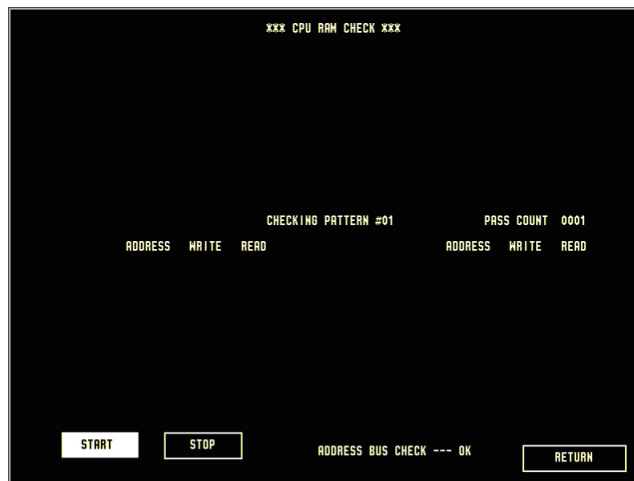 *** CPU RAM CHECK ***
CHECKING PATTERN #01 PASS COUNT 0001
ADDRESS WRITE READ ADDRESS WRITE READ
START STOP ADDRESS BUS CHECK --- OK RETURN